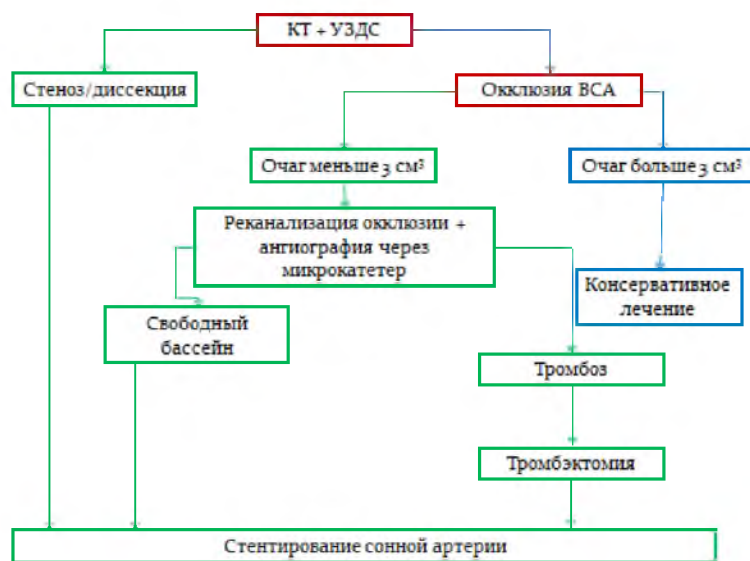 КТ + УЗДС
Стеноз/диссекция
Окклюзия ВСА
Очаг меньше 3 см³
Очаг больше 3 см³
Реканализация окклюзии +
ангиография через
микрокатетер
Консервативное
лечение
Свободный
бассейн
Тромбоз
Тромбэктомия
Стентирование сонной артерии